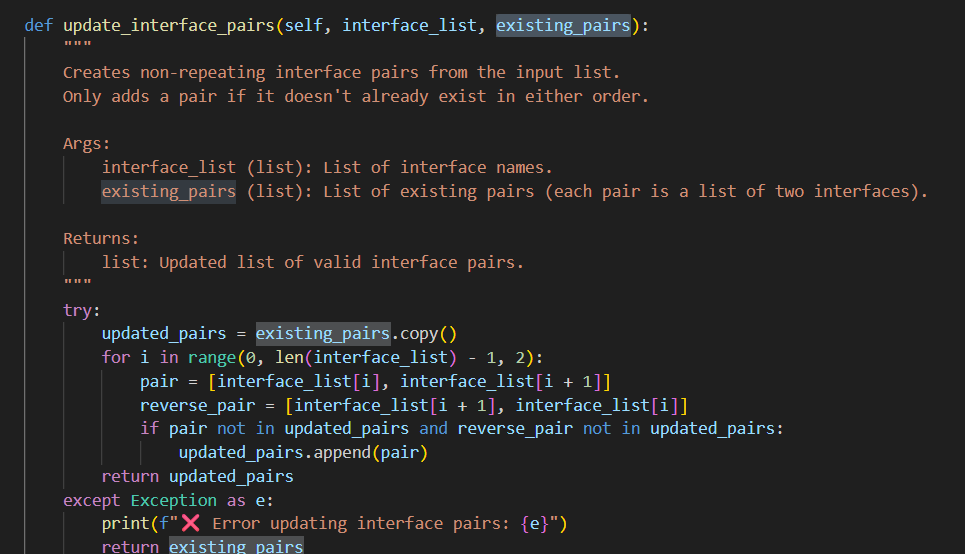 def update_interface_pairs(self, interface_list, existing_pairs):
"""
Creates non-repeating interface pairs from the input list.
Only adds a pair if it doesn't already exist in either order.
Args:
interface_list (list): List of interface names.
existing_pairs (list): List of existing pairs (each pair is a list of two interfaces).
Returns:
list: Updated list of valid interface pairs.
"""
try:
updated_pairs = existing_pairs.copy()
for i in range(0, len(interface_list) - 1, 2):
pair = [interface_list[i], interface_list[i + 1]]
reverse_pair = [interface_list[i + 1], interface_list[i]]
if pair not in updated_pairs and reverse_pair not in updated_pairs:
updated_pairs.append(pair)
return updated_pairs
except Exception as e:
print(f"❌ Error updating interface pairs: {e}")
return existing_pairs